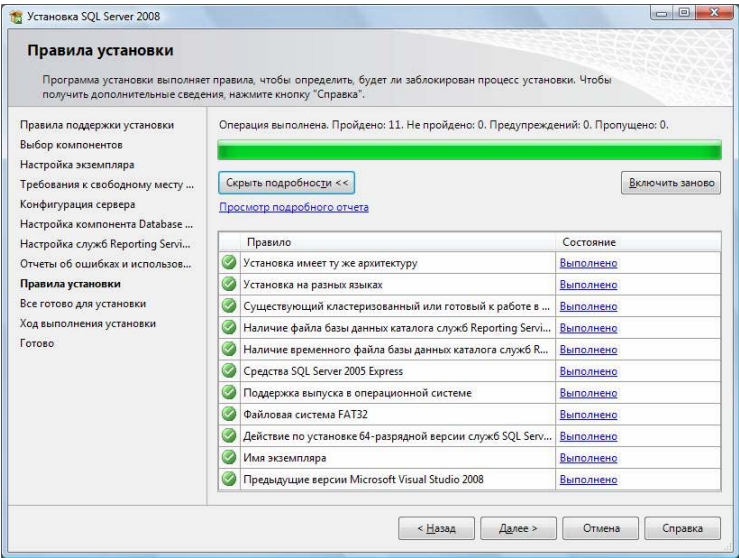 Установка SQL Server 2008
Правила установки
Программа установки выполняет правила, чтобы определить, будет ли заблокирован процесс установки. Чтобы
получить дополнительные сведения, нажмите кнопку "Справка".
Правила поддержки установки
Выбор компонентов
Настройка экземпляра
Требования к свободному месту ...
Конфигурация сервера
Настройка компонента Database ...
Настройка служб Reporting Servi...
Отчеты об ошибках и использов...
Правила установки
Все готово для установки
Ход выполнения установки
Готово
Операция выполнена. Пройдено: 11. Не пройдено: 0. Предупреждений: 0. Пропущено: 0.
Скрыть подробности <<
Включить заново
Просмотр подробного отчета
Правило Состояние
Установка имеет ту же архитектуру Выполнено
Установка на разных языках Выполнено
Существующий кластеризованный или готовый к работе в ... Выполнено
Наличие файла базы данных каталога служб Reporting Servi... Выполнено
Наличие временного файла базы данных каталога служб R... Выполнено
Средства SQL Server 2005 Express Выполнено
Поддержка выпуска в операционной системе Выполнено
Файловая система FAT32 Выполнено
Действие по установке 64-разрядной версии служб SQL Serv... Выполнено
Имя экземпляра Выполнено
Предыдущие версии Microsoft Visual Studio 2008 Выполнено
< Назад Далее > Отмена Справка